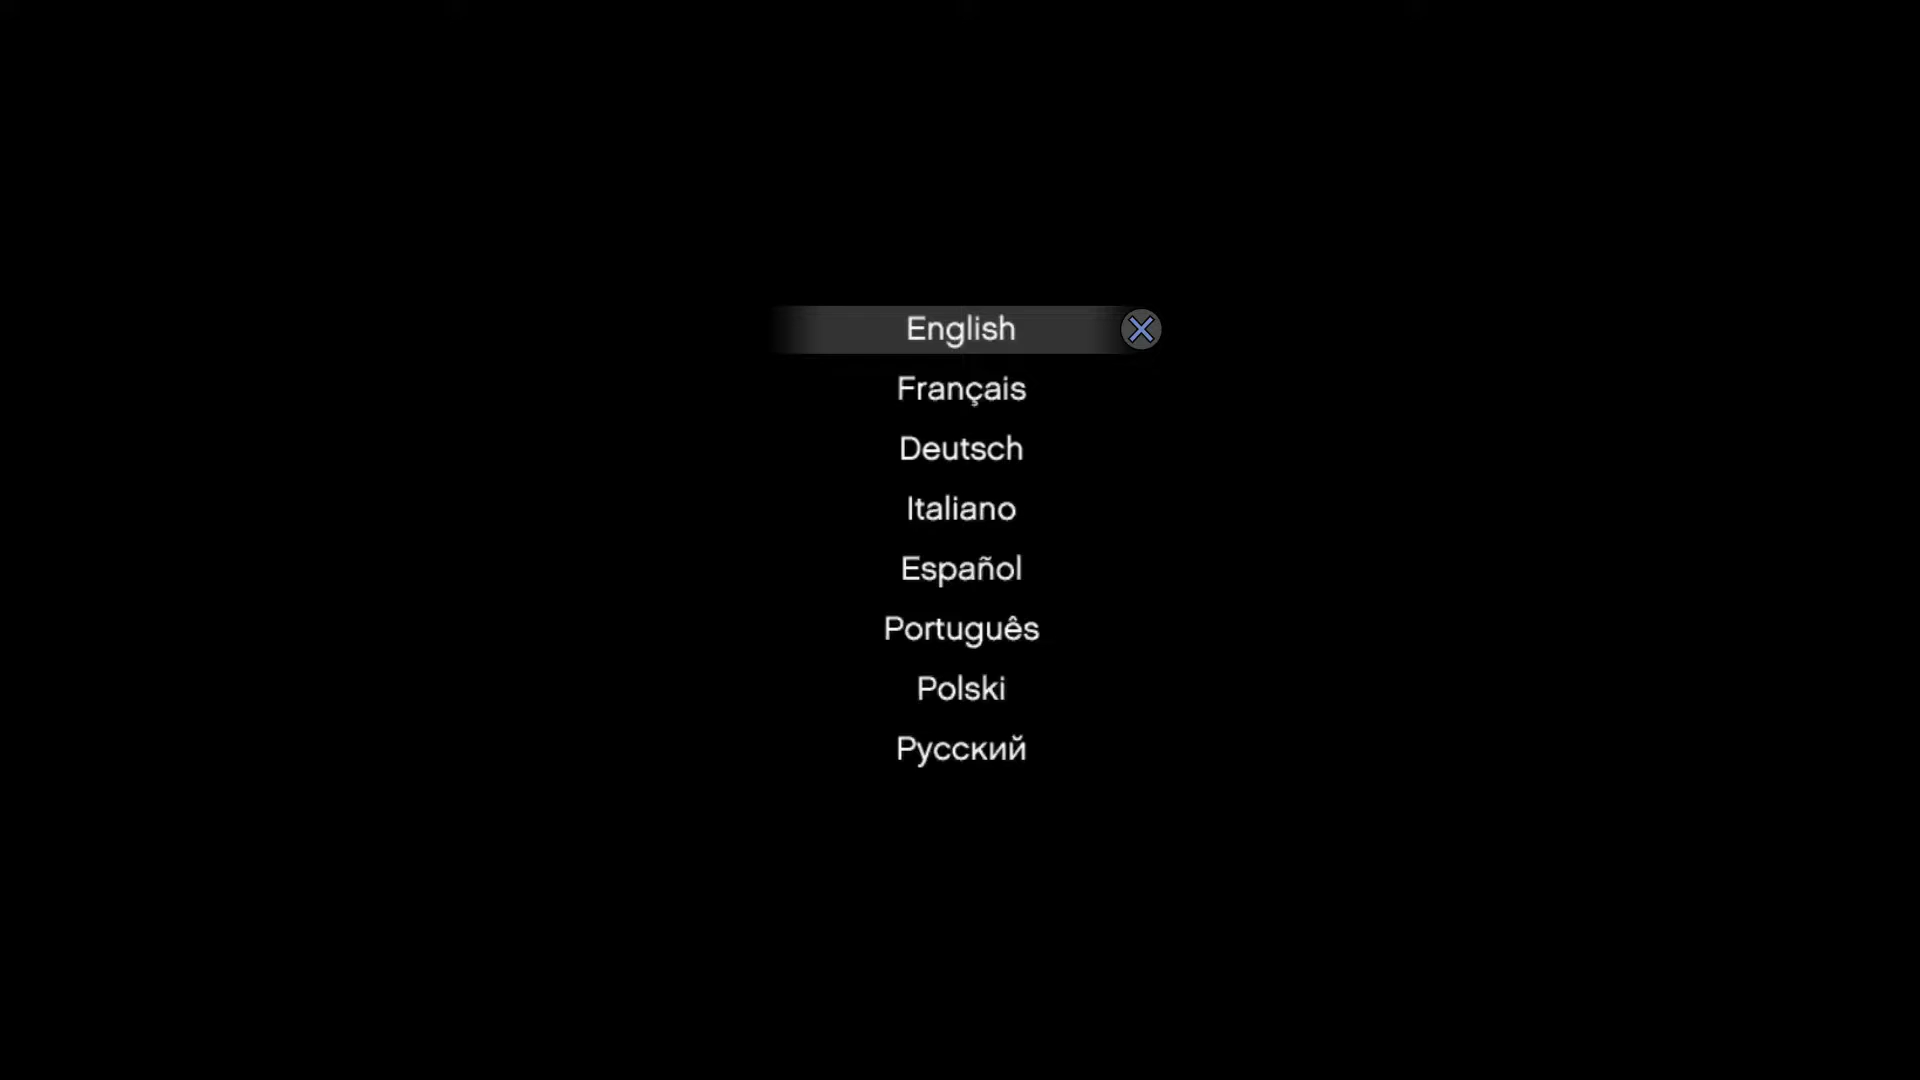 English
Français
Deutsch
Italiano
Español
Português
Polski
Русский